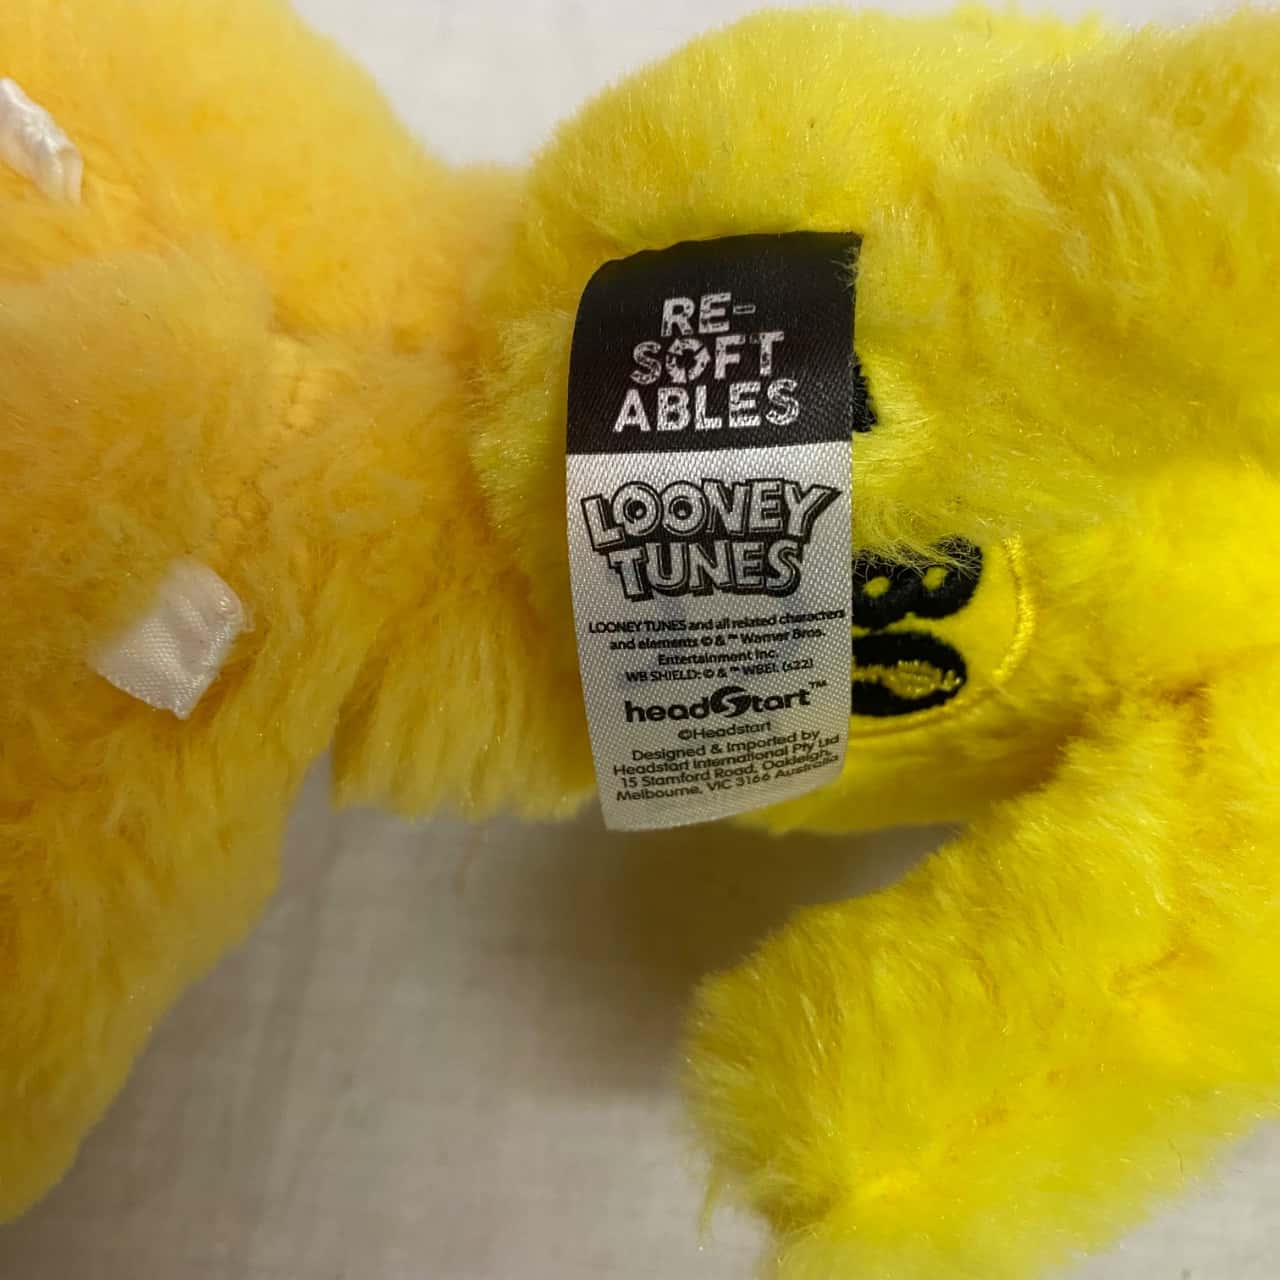 RE-
SOFT
ABLES
LOONEY
TUNES
LOONEY TUNES and all related characters
and elements © & ™ Warner Bros.
Entertainment Inc.
WB SHIELD: © & ™ WBEI. (s22)
headstart™
©Headstart
Designed & Imported by
Headstart International Pty Ltd
15 Stamford Road, Oakleigh,
Melbourne, VIC 3166 Australia